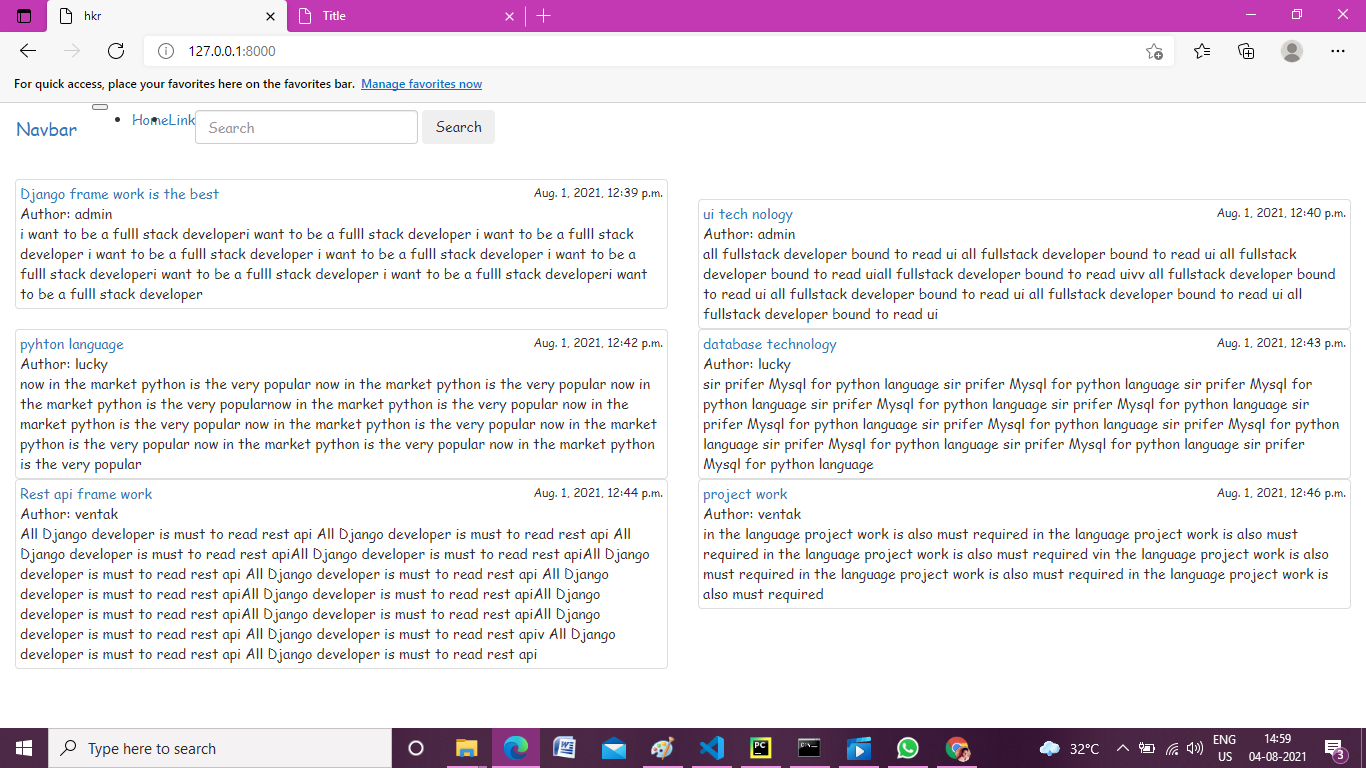 hkr
Title
127.0.0.1:8000
For quick access, place your favorites here on the favorites bar. Manage favorites now
Navbar
HomeLink
Search
Search
Django frame work is the best
Aug. 1, 2021, 12:39 p.m.
Author: admin
i want to be a fulll stack developeri want to be a fulll stack developer i want to be a fulll stack
developer i want to be a fulll stack developer i want to be a fulll stack developer i want to be a
fulll stack developeri want to be a fulll stack developer i want to be a fulll stack developeri want
to be a fulll stack developer
ui tech nology
Aug. 1, 2021, 12:40 p.m.
Author: admin
all fullstack developer bound to read ui all fullstack developer bound to read ui all fullstack
developer bound to read uiall fullstack developer bound to read uivv all fullstack developer bound
to read ui all fullstack developer bound to read ui all fullstack developer bound to read ui all
fullstack developer bound to read ui
pyhton language
Aug. 1, 2021, 12:42 p.m.
Author: lucky
now in the market python is the very popular now in the market python is the very popular now in
the market python is the very popularnow in the market python is the very popular now in the
market python is the very popular now in the market python is the very popular now in the market
python is the very popular now in the market python is the very popular now in the market python
is the very popular
database technology
Aug. 1, 2021, 12:43 p.m.
Author: lucky
sir prifer Mysql for python language sir prifer Mysql for python language sir prifer Mysql for
python language sir prifer Mysql for python language sir prifer Mysql for python language sir
prifer Mysql for python language sir prifer Mysql for python language sir prifer Mysql for python
language sir prifer Mysql for python language sir prifer Mysql for python language sir prifer
Mysql for python language
Rest api frame work
Aug. 1, 2021, 12:44 p.m.
Author: ventak
All Django developer is must to read rest api All Django developer is must to read rest api All
Django developer is must to read rest apiAll Django developer is must to read rest apiAll Django
developer is must to read rest api All Django developer is must to read rest api All Django
developer is must to read rest apiAll Django developer is must to read rest apiAll Django
developer is must to read rest apiAll Django developer is must to read rest apiAll Django
developer is must to read rest api All Django developer is must to read rest apiv All Django
developer is must to read rest api All Django developer is must to read rest api
project work
Aug. 1, 2021, 12:46 p.m.
Author: ventak
in the language project work is also must required in the language project work is also must
required in the language project work is also must required vin the language project work is also
must required in the language project work is also must required in the language project work is
also must required
Type here to search
32°C
ENG
US
14:59
04-08-2021
3